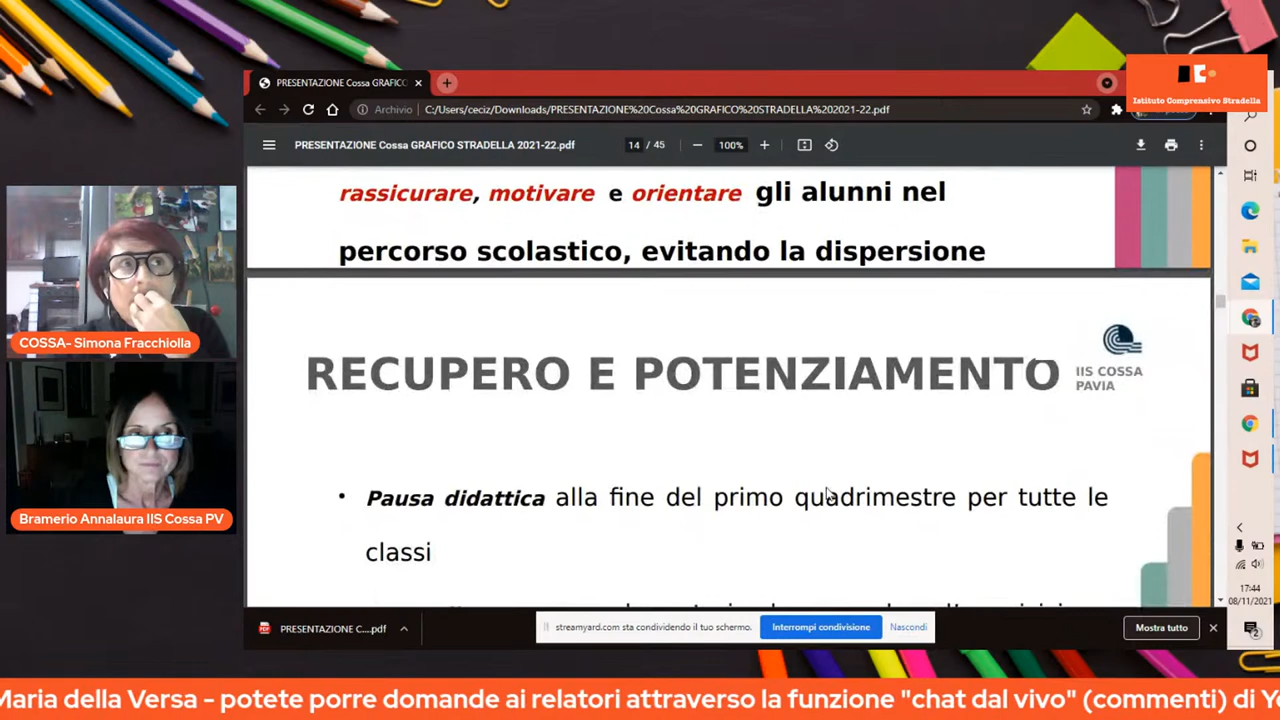 PRESENTAZIONE Cossa GRAFICO
Istituto Comprensivo Stradella
Archivio C:/Users/ceciz/Downloads/PRESENTAZIONE%20Cossa%20GRAFICO%20STRADELLA%202021-22.pdf
PRESENTAZIONE Cossa GRAFICO STRADELLA 2021-22.pdf 14 / 45 100%
rassicurare, motivare e orientare gli alunni nel
percorso scolastico, evitando la dispersione
COSSA- Simona Fracchiolla
RECUPERO E POTENZIAMENTO
IIS COSSA
PAVIA
• Pausa didattica alla fine del primo quadrimestre per tutte le
classi
Bramerio Annalaura IIS Cossa PV
17:44
08/11/2021
PRESENTAZIONE C....pdf
streamyard.com sta condividendo il tuo schermo. Interrompi condivisione Nascondi
Mostra tutto
2
Maria della Versa - potete porre domande ai relatori attraverso la funzione "chat dal vivo" (commenti) di